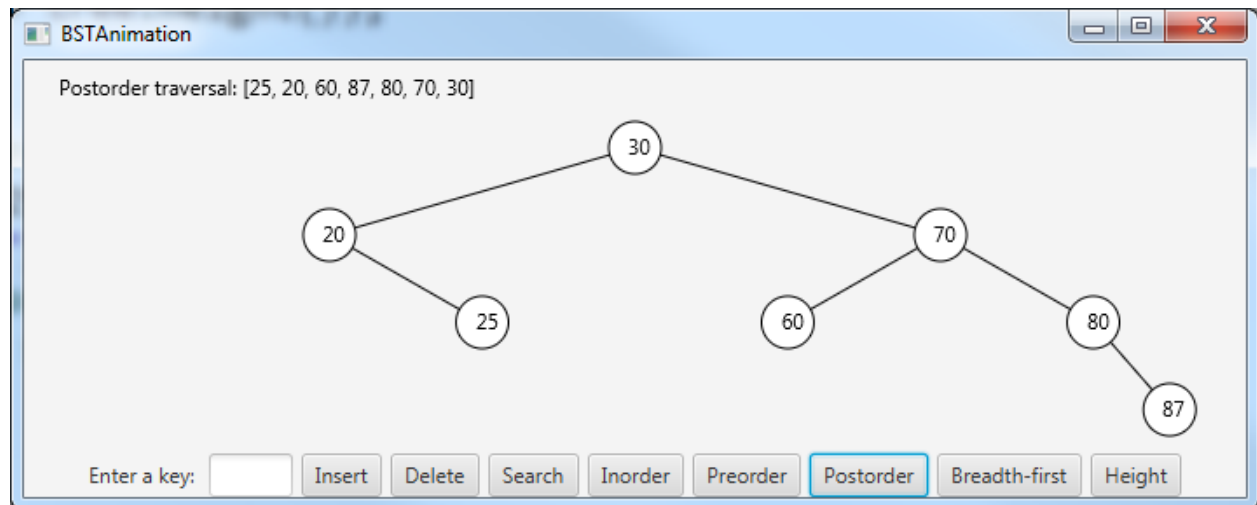 BSTAnimation
Postorder traversal: [25, 20, 60, 87, 80, 70, 30]
30
20
70
25
60
80
87
Enter a key: Insert Delete Search Inorder Preorder Postorder Breadth-first Height